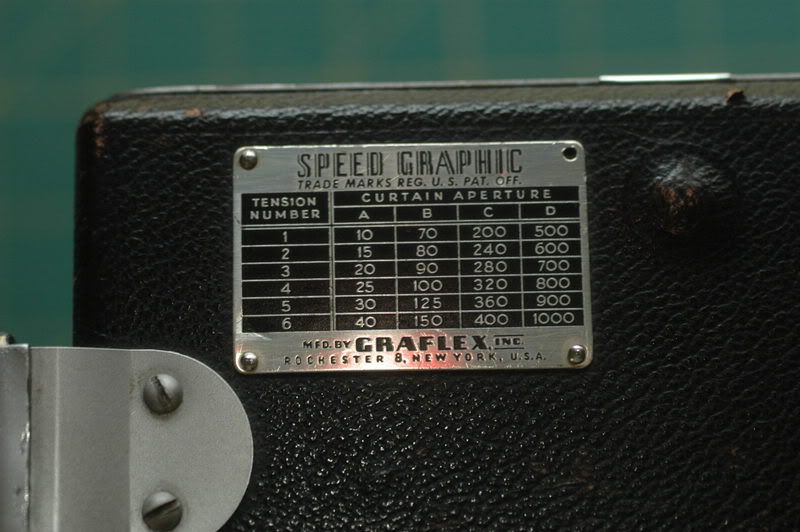 SPEED GRAPHIC
TRADE MARKS REG. U.S. PAT. OFF.
TENSION NUMBER CURTAIN APERTURE
A B C D
1 10 70 200 500
2 15 80 240 600
3 20 90 280 700
4 25 100 320 800
5 30 125 360 900
6 40 150 400 1000
MFD. BY GRAFLEX, INC.
ROCHESTER 8, NEW YORK, U.S.A.